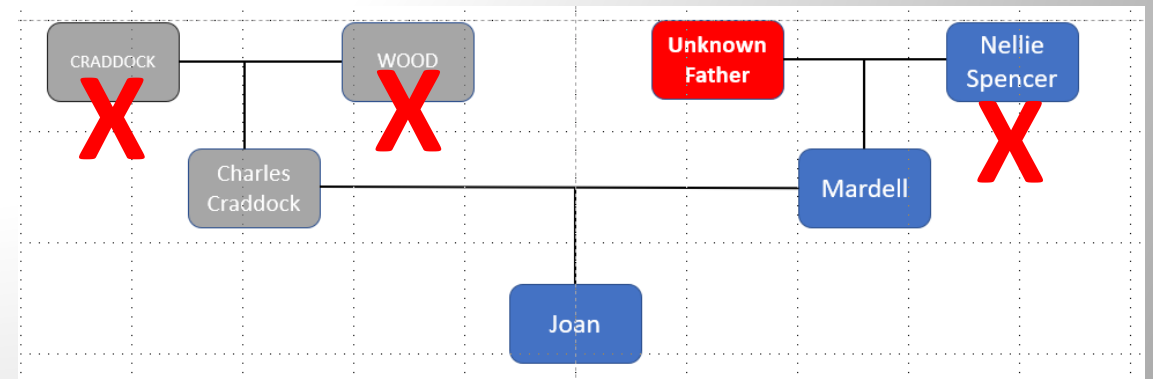 CRADDOCK
WOOD
Unknown
Father
Nellie
Spencer
X
X
X
Charles
Craddock
Mardell
Joan